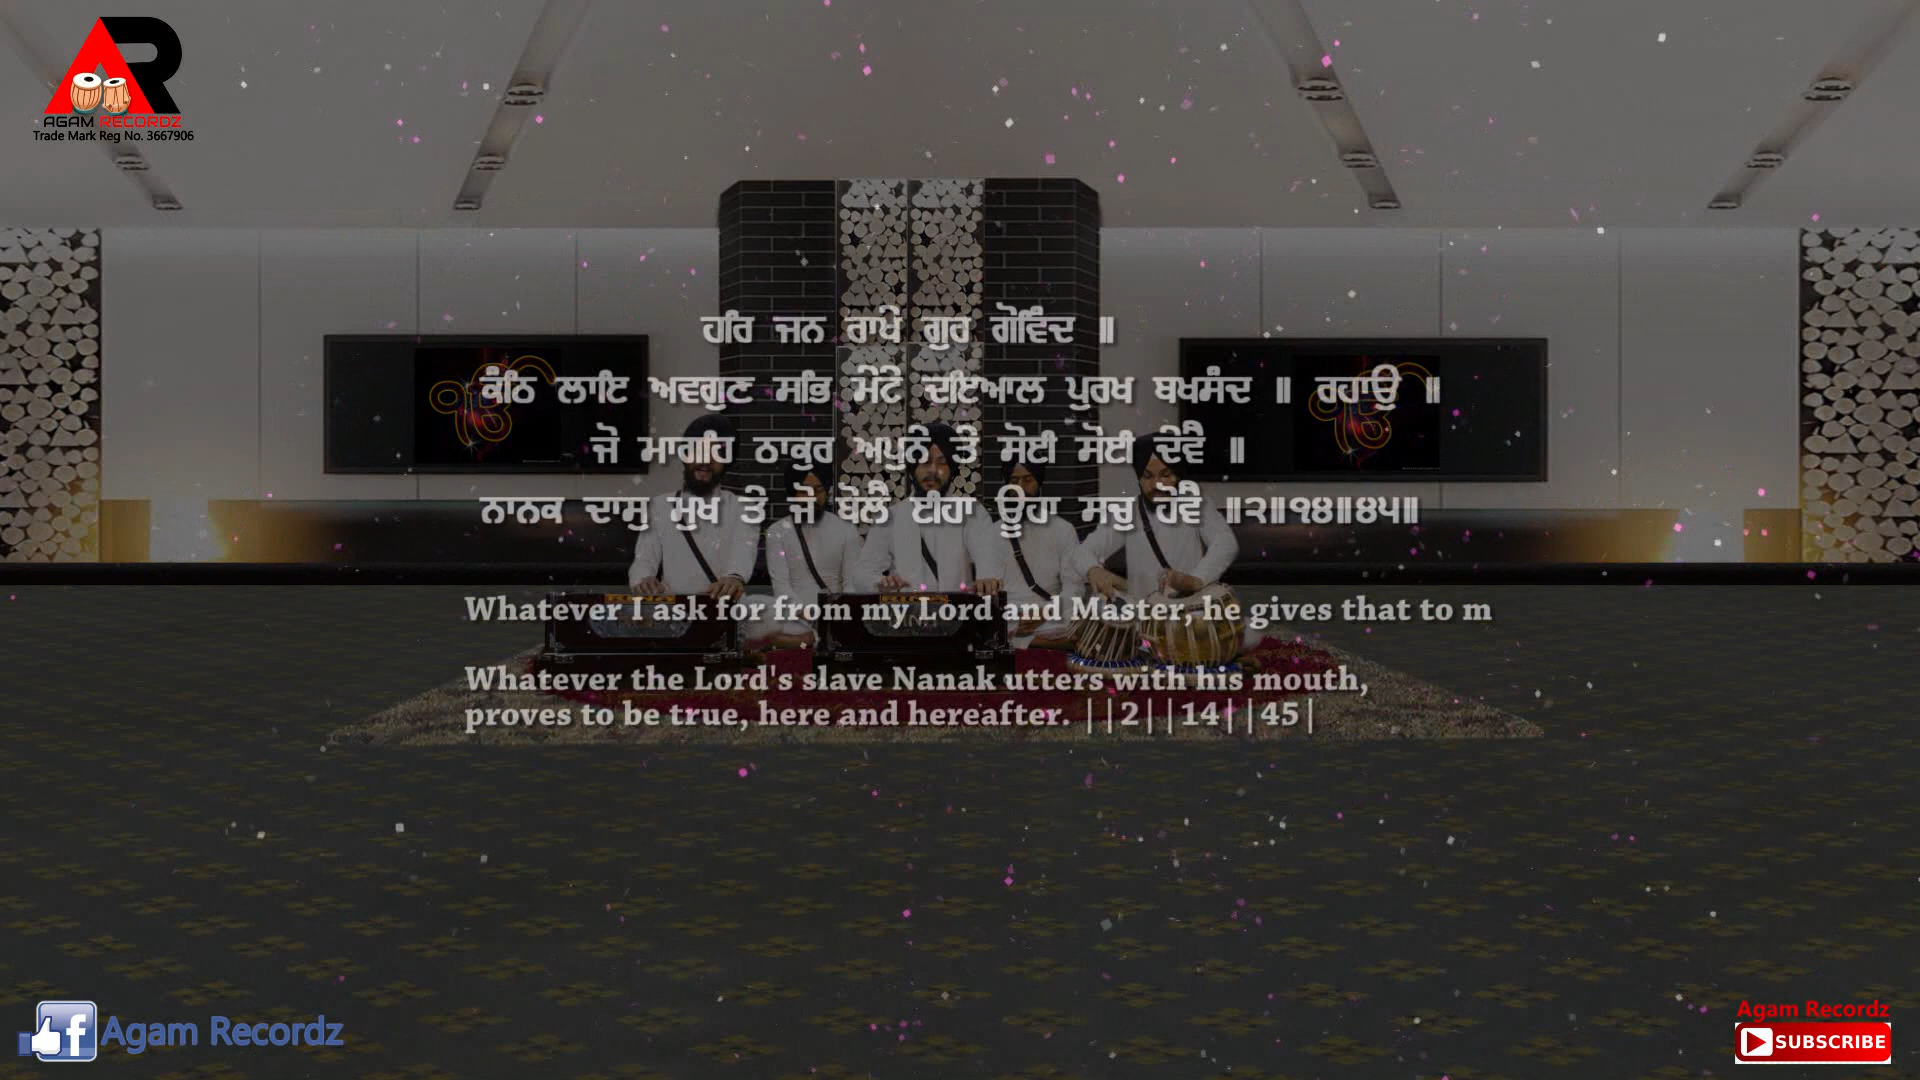 AR
AGAM RECORDZ
Trade Mark Reg No. 3667906
ਹਰਿ ਜਨ ਰਾਖੇ ਗੁਰ ਗੋਵਿੰਦ ॥
ਕੰਠਿ ਲਾਇ ਅਵਗੁਣ ਸਭਿ ਮੇਟੇ ਦਇਆਲ ਪੁਰਖ ਬਖਸੰਦ ॥ ਰਹਾਉ ॥
ਜੋ ਮਾਗਹਿ ਠਾਕੁਰ ਅਪੁਨੇ ਤੇ ਸੋਈ ਸੋਈ ਦੇਵੈ ॥
ਨਾਨਕ ਦਾਸੁ ਮੁਖ ਤੇ ਜੋ ਬੋਲੈ ਈਹਾ ਊਹਾ ਸਚੁ ਹੋਵੈ ॥੨॥੧੪॥੪੫॥
Whatever I ask for from my Lord and Master, he gives that to m
Whatever the Lord's slave Nanak utters with his mouth,
proves to be true, here and hereafter. ||2||14||45|
ੴ
ੴ
f Agam Recordz
Agam Recordz
SUBSCRIBE